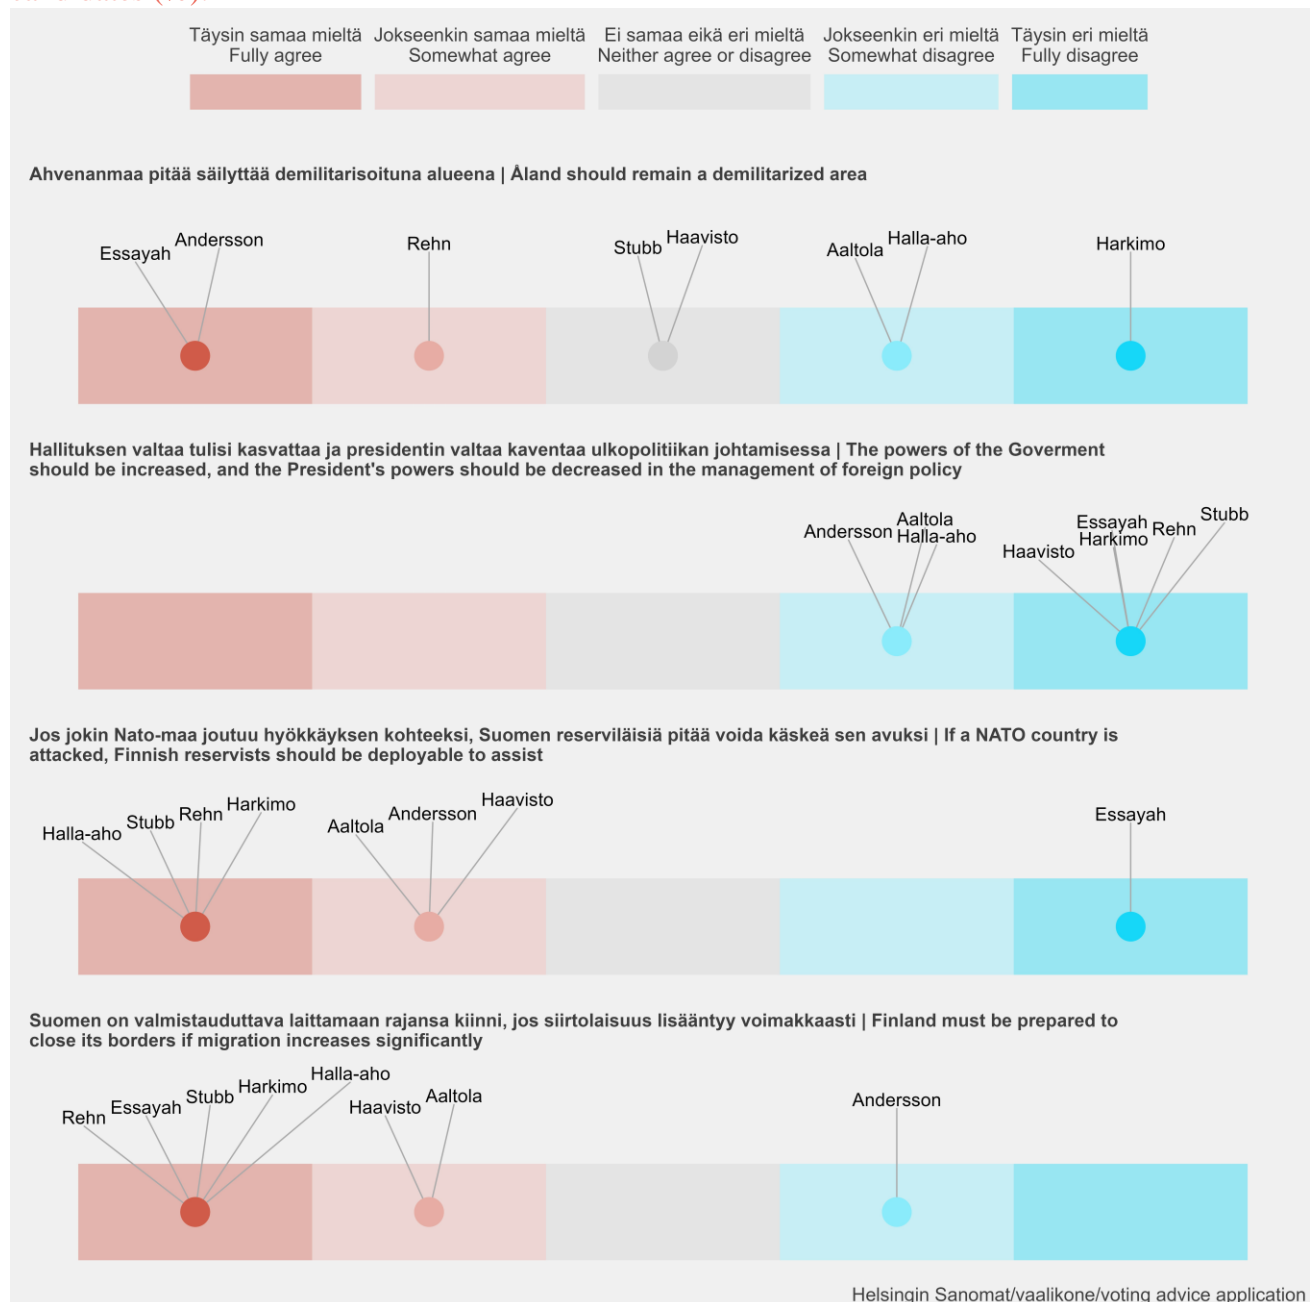 Täysin samaa mieltä Jokseenkin samaa mieltä Ei samaa eikä eri mieltä Jokseenkin eri mieltä Täysin eri mieltä
Fully agree Somewhat agree Neither agree or disagree Somewhat disagree Fully disagree
Ahvenanmaa pitää säilyttää demilitarisoituna alueena | Åland should remain a demilitarized area
Essayah Andersson Rehn Stubb Haavisto Aaltola Halla-aho Harkimo
Hallituksen valtaa tulisi kasvattaa ja presidentin valtaa kaventaa ulkopolitiikan johtamisessa | The powers of the Goverment
should be increased, and the President's powers should be decreased in the management of foreign policy
Andersson Aaltola Halla-aho Haavisto Essayah Harkimo Rehn Stubb
Jos jokin Nato-maa joutuu hyökkäyksen kohteeksi, Suomen reserviläisiä pitää voida käskeä sen avuksi | If a NATO country is
attacked, Finnish reservists should be deployable to assist
Halla-aho Stubb Rehn Harkimo Aaltola Andersson Haavisto Essayah
Suomen on valmistauduttava laittamaan rajansa kiinni, jos siirtolaisuus lisääntyy voimakkaasti | Finland must be prepared to
close its borders if migration increases significantly
Rehn Essayah Stubb Harkimo Halla-aho Haavisto Aaltola Andersson
Helsingin Sanomat/vaalikone/voting advice application